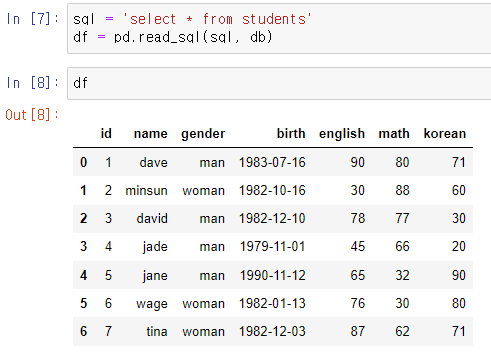 In [7]: sql = 'select * from students'
df = pd.read_sql(sql, db)
In [8]: df
Out[8]:
id name gender birth english math korean
0 1 dave man 1983-07-16 90 80 71
1 2 minsun woman 1982-10-16 30 88 60
2 3 david man 1982-12-10 78 77 30
3 4 jade man 1979-11-01 45 66 20
4 5 jane man 1990-11-12 65 32 90
5 6 wage woman 1982-01-13 76 30 80
6 7 tina woman 1982-12-03 87 62 71